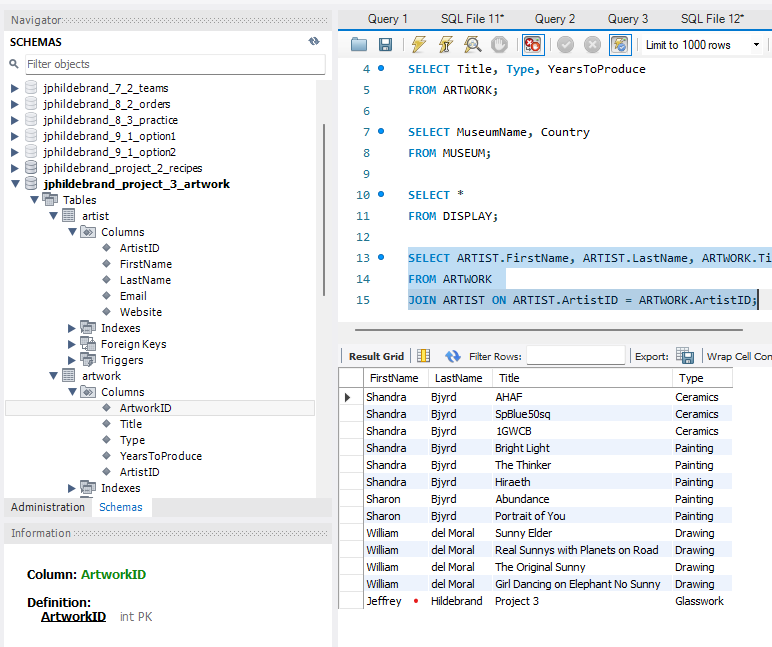 Navigator
SCHEMAS
Filter objects
jphildebrand_7_2_teams
jphildebrand_8_2_orders
jphildebrand_8_3_practice
jphildebrand_9_1_option1
jphildebrand_9_1_option2
jphildebrand_project_2_recipes
jphildebrand_project_3_artwork
Tables
artist
Columns
ArtistID
FirstName
LastName
Email
Website
Indexes
Foreign Keys
Triggers
artwork
Columns
ArtworkID
Title
Type
YearsToProduce
ArtistID
Indexes
Administration Schemas
Information
Column: ArtworkID
Definition:
ArtworkID int PK
Query 1 SQL File 11* Query 2 Query 3 SQL File 12*
Limit to 1000 rows
4 SELECT Title, Type, YearsToProduce
5 FROM ARTWORK;
6
7 SELECT MuseumName, Country
8 FROM MUSEUM;
9
10 SELECT *
11 FROM DISPLAY;
12
13 SELECT ARTIST.FirstName, ARTIST.LastName, ARTWORK.Ti
14 FROM ARTWORK
15 JOIN ARTIST ON ARTIST.ArtistID = ARTWORK.ArtistID;
Result Grid Filter Rows: Export: Wrap Cell Con
FirstName LastName Title Type
Shandra Bjyrd AHAF Ceramics
Shandra Bjyrd SpBlue50sq Ceramics
Shandra Bjyrd 1GWCB Ceramics
Shandra Bjyrd Bright Light Painting
Shandra Bjyrd The Thinker Painting
Shandra Bjyrd Hiraeth Painting
Sharon Bjyrd Abundance Painting
Sharon Bjyrd Portrait of You Painting
William del Moral Sunny Elder Drawing
William del Moral Real Sunnys with Planets on Road Drawing
William del Moral The Original Sunny Drawing
William del Moral Girl Dancing on Elephant No Sunny Drawing
Jeffrey Hildebrand Project 3 Glasswork